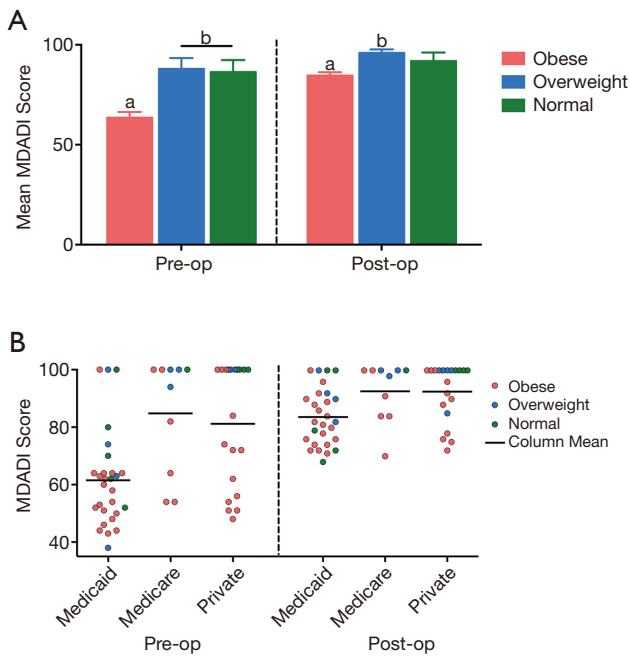 A
Mean MDADI Score
100
50
0
a
b
a
b
Pre-op
Post-op
Obese
Overweight
Normal
B
MDADI Score
100
80
60
40
Medicaid
Medicare
Private
Medicaid
Medicare
Private
Pre-op
Post-op
Obese
Overweight
Normal
Column Mean